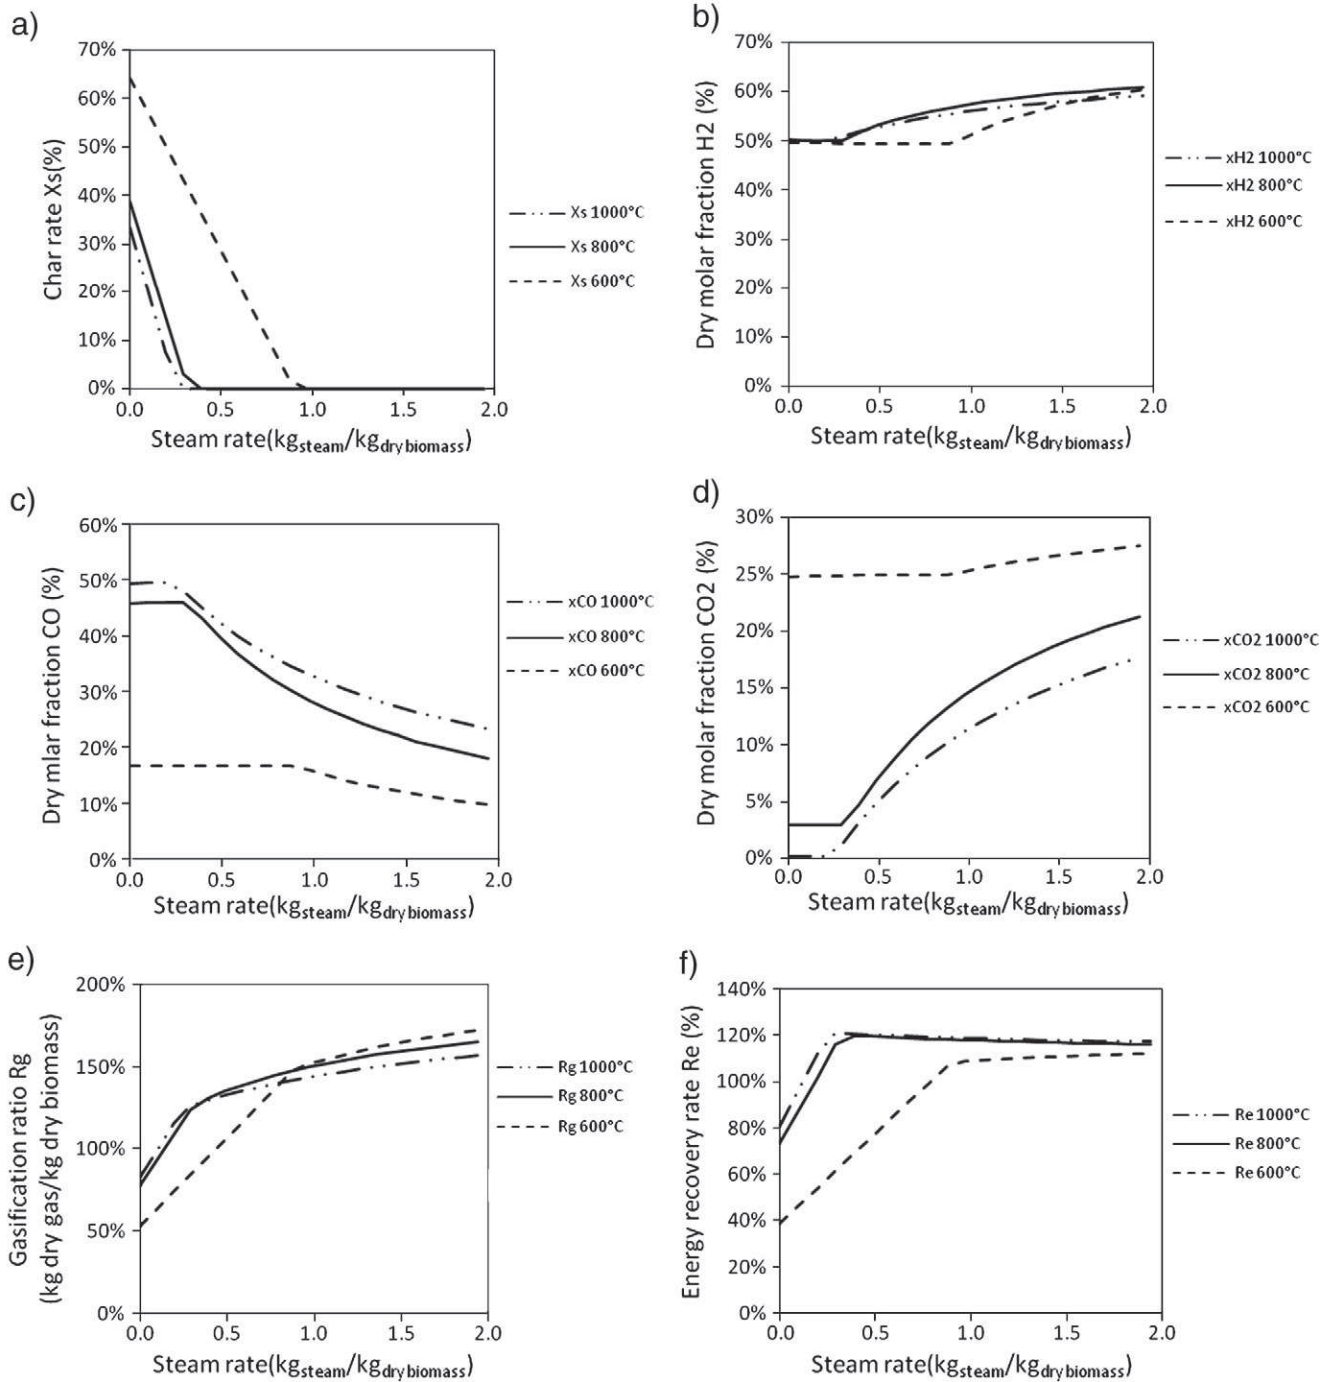 a)
70%
60%
50%
40%
30%
20%
10%
0%
Char rate Xs(%)
0.0 0.5 1.0 1.5 2.0
Steam rate(kgsteam/kgdry biomass)
Xs 1000°C
Xs 800°C
Xs 600°C
b)
70%
60%
50%
40%
30%
20%
10%
0%
Dry molar fraction H2 (%)
0.0 0.5 1.0 1.5 2.0
Steam rate(kgsteam/kgdry biomass)
xH2 1000°C
xH2 800°C
xH2 600°C
c)
60%
50%
40%
30%
20%
10%
0%
Dry mlar fraction CO (%)
0.0 0.5 1.0 1.5 2.0
Steam rate(kgsteam/kgdry biomass)
xCO 1000°C
xCO 800°C
xCO 600°C
d)
30%
25%
20%
15%
10%
5%
0%
Dry molar fraction CO2 (%)
0.0 0.5 1.0 1.5 2.0
Steam rate(kgsteam/kgdry biomass)
xCO2 1000°C
xCO2 800°C
xCO2 600°C
e)
200%
150%
100%
50%
0%
Gasification ratio Rg
(kg dry gas/kg dry biomass)
0.0 0.5 1.0 1.5 2.0
Steam rate(kgsteam/kgdry biomass)
Rg 1000°C
Rg 800°C
Rg 600°C
f)
140%
120%
100%
80%
60%
40%
20%
0%
Energy recovery rate Re (%)
0.0 0.5 1.0 1.5 2.0
Steam rate(kgsteam/kgdry biomass)
Re 1000°C
Re 800°C
Re 600°C